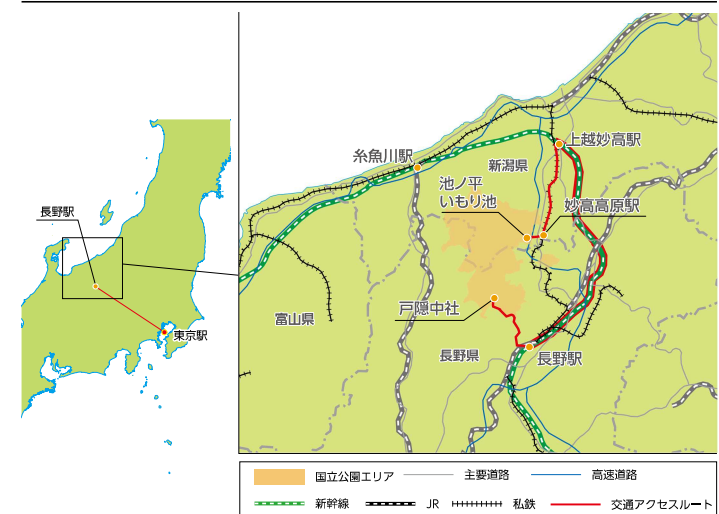 長野駅
東京駅
糸魚川駅
上越妙高駅
新潟県
池ノ平
いもり池
妙高高原駅
戸隠中社
富山県
長野県
長野駅
国立公園エリア
主要道路
高速道路
新幹線
JR
私鉄
交通アクセスルート